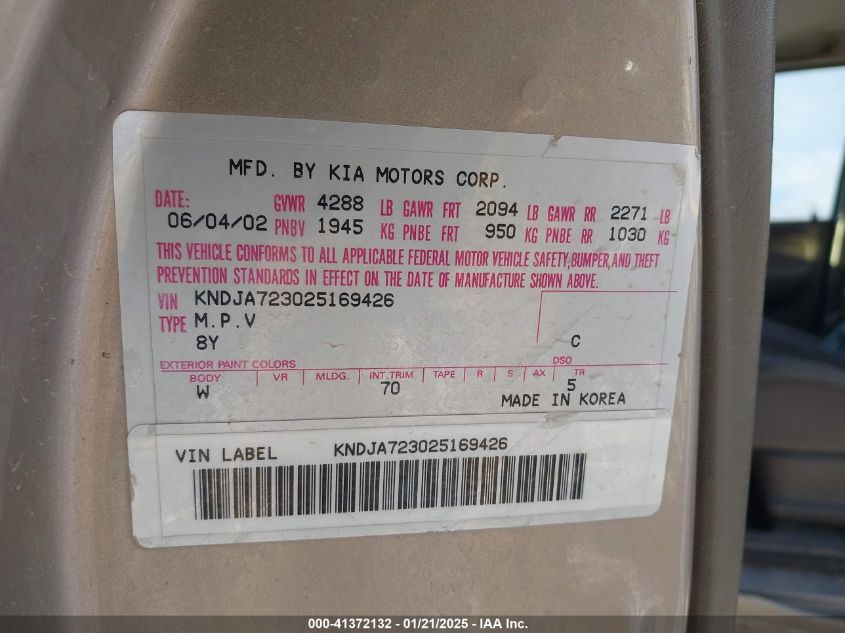 MFD. BY KIA MOTORS CORP.
DATE: GVWR 4288 LB GAWR FRT 2094 LB GAWR RR 2271 LB
06/04/02 PNBV 1945 KG PNBE FRT 950 KG PNBE RR 1030 KG
THIS VEHICLE CONFORMS TO ALL APPLICABLE FEDERAL MOTOR VEHICLE SAFETY,BUMPER,AND THEFT
PREVENTION STANDARDS IN EFFECT ON THE DATE OF MANUFACTURE SHOWN ABOVE.
VIN KNDJA723025169426
TYPE M.P.V
8Y C
EXTERIOR PAINT COLORS DSO
BODY VR MLDG. INT.TRIM TAPE R S AX TR
W 70 5
MADE IN KOREA
VIN LABEL KNDJA723025169426
000-41372132 - 01/21/2025 - IAA Inc.